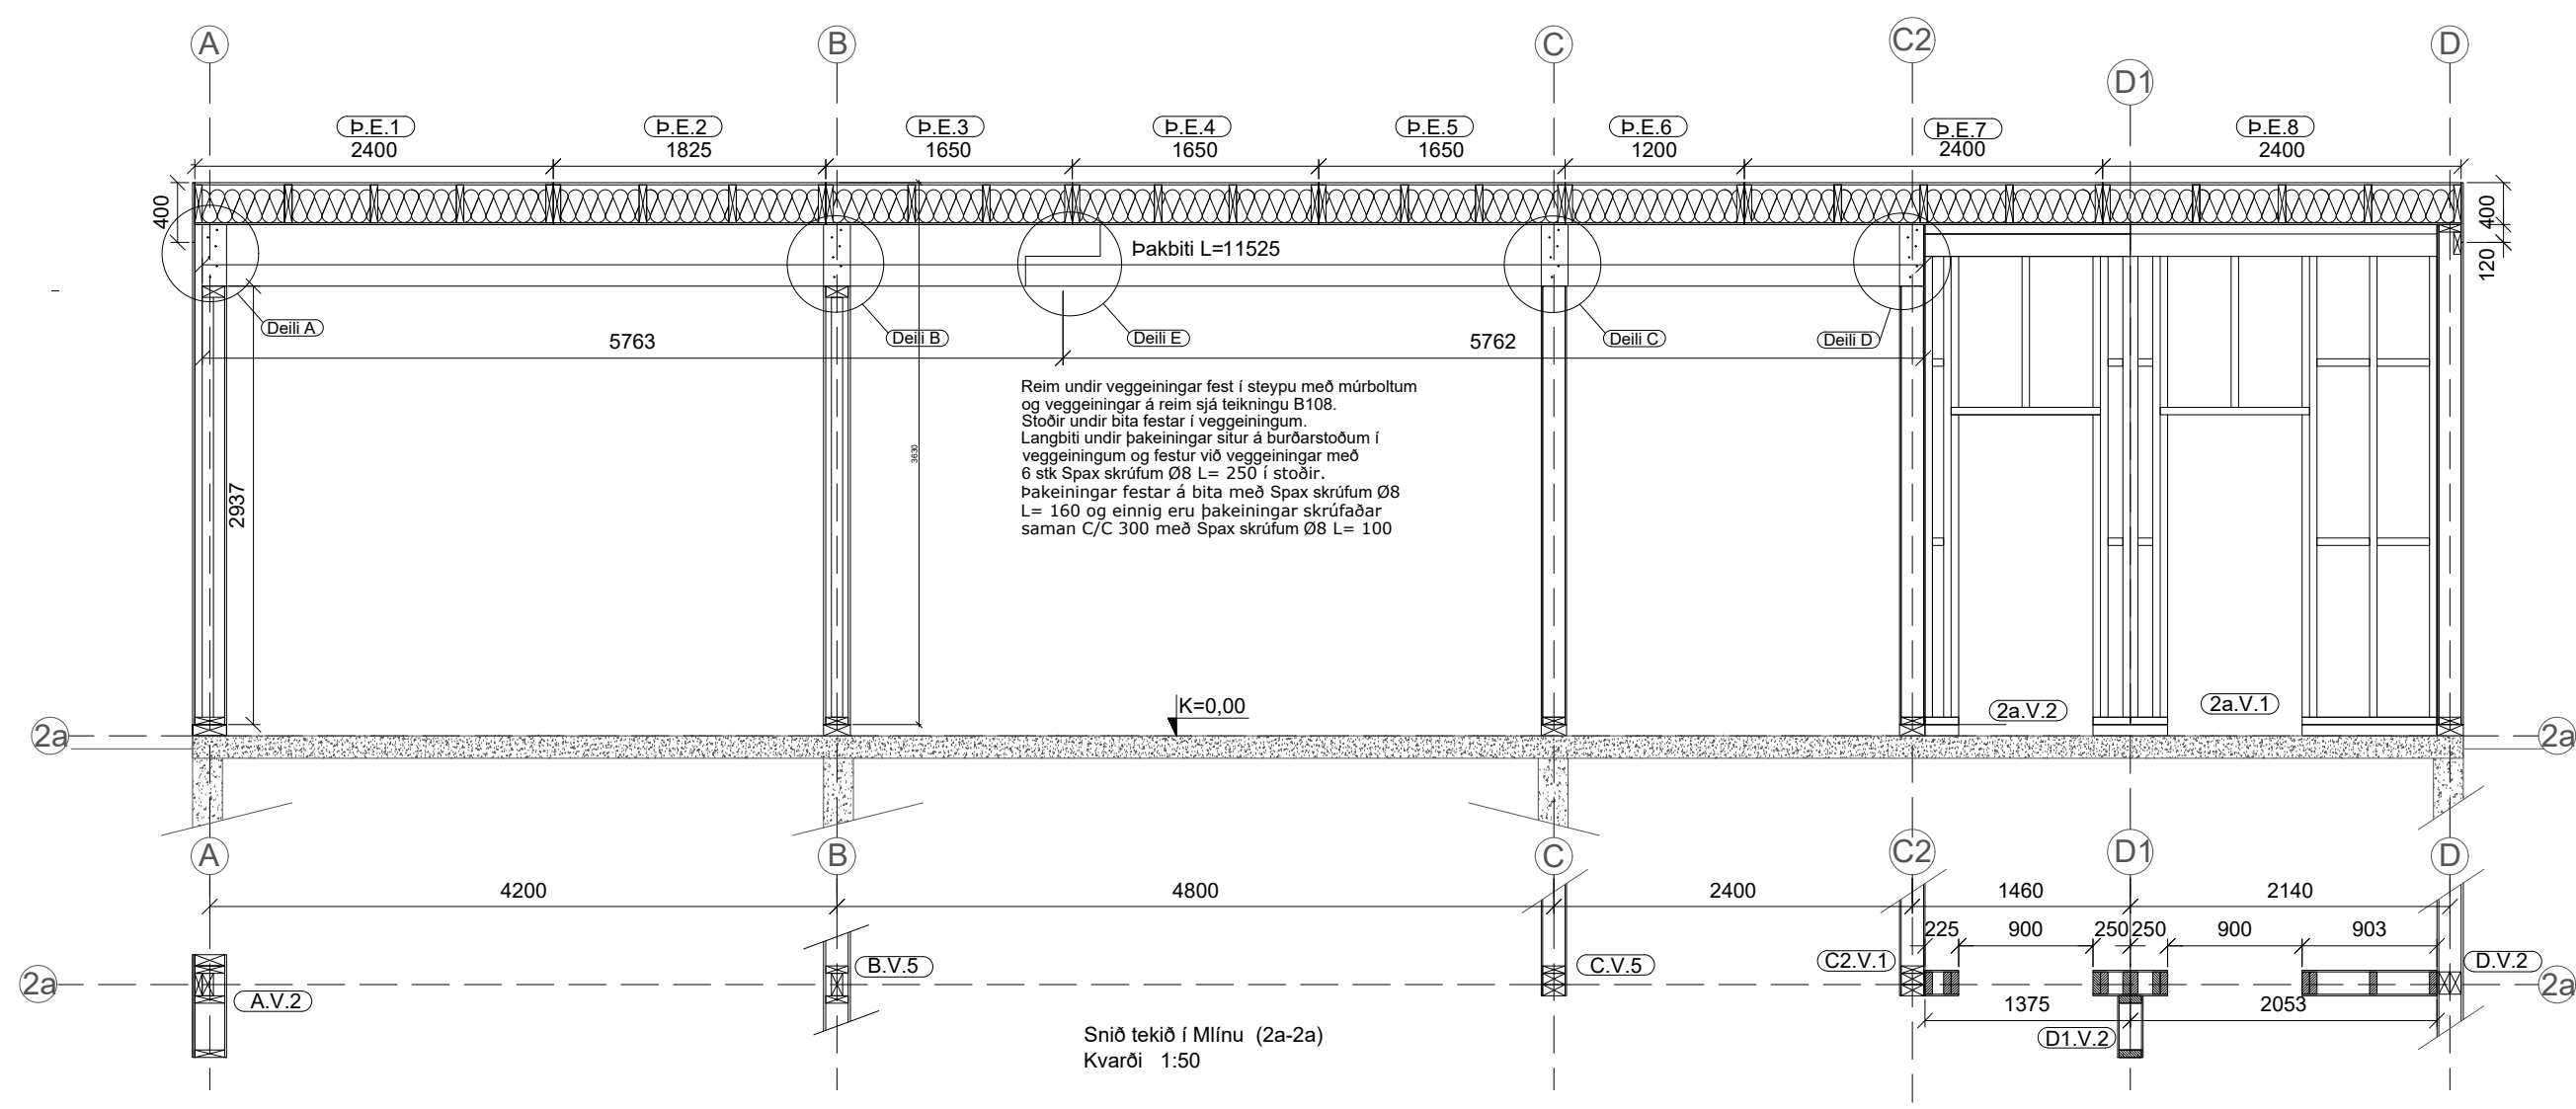 A B C C2 D
D1
Þ.E.1 Þ.E.2 Þ.E.3 Þ.E.4 Þ.E.5 Þ.E.6 Þ.E.7 Þ.E.8
2400 1825 1650 1650 1650 1200 2400 2400
400
400
120
Þakbiti L=11525
Deili A
Deili B
Deili E
Deili C
Deili D
5763
5762
Reim undir veggeiningar fest í steypu með múrboltum
og veggeiningar á reim sjá teikningu B108.
Stoðir undir bita festar í veggeiningum.
Langbiti undir þakeiningar situr á burðarstoðum í
veggeiningum og festur við veggeiningar með
6 stk Spax skrúfum Ø8 L= 250 í stoðir.
Þakeiningar festar á bita með Spax skrúfum Ø8
L= 160 og einnig eru þakeiningar skrúfaðar
saman C/C 300 með Spax skrúfum Ø8 L= 100
2937
3630
K=0,00
2a.V.2
2a.V.1
2a
2a
A B C C2 D1 D
4200 4800 2400 1460 2140
225 900 250 250 900 903
B.V.5
C.V.5
C2.V.1
D.V.2
2a
2a
A.V.2
1375
2053
D1.V.2
Snið tekið í Mlínu (2a-2a)
Kvarði 1:50